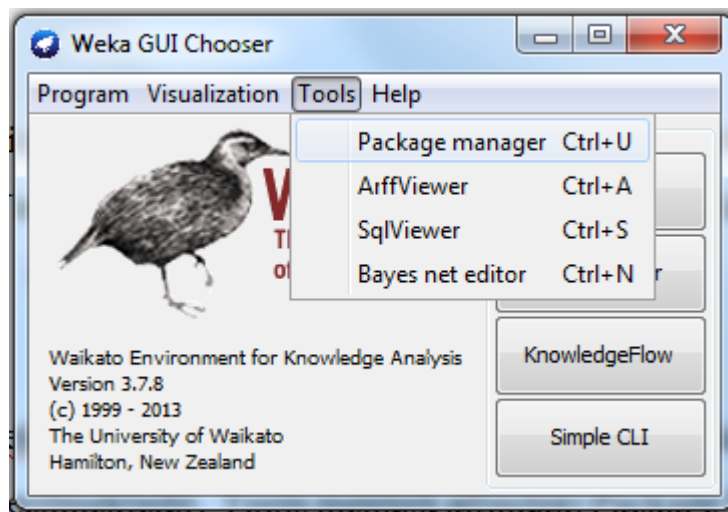 Weka GUI Chooser
Program Visualization Tools Help
Package manager Ctrl+U
ArffViewer Ctrl+A
SqlViewer Ctrl+S
Bayes net editor Ctrl+N
Waikato Environment for Knowledge Analysis
Version 3.7.8
(c) 1999 - 2013
The University of Waikato
Hamilton, New Zealand
KnowledgeFlow
Simple CLI